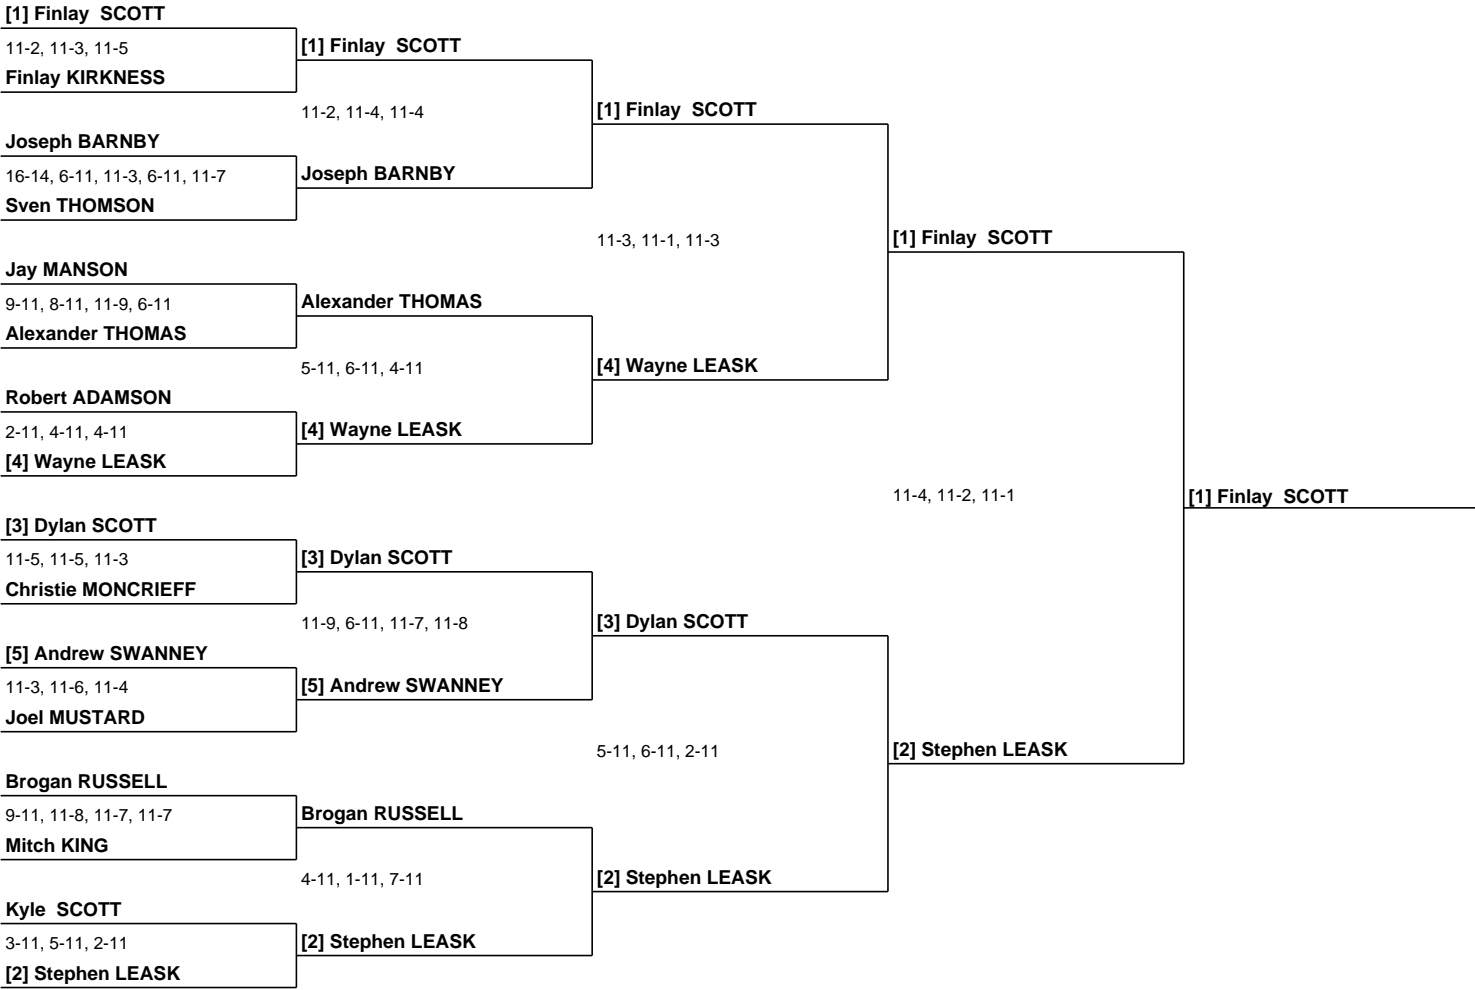 [1] Finlay  SCOTT
11-2, 11-3, 11-5
Finlay KIRKNESS
Joseph BARNBY
16-14, 6-11, 11-3, 6-11, 11-7
Sven THOMSON
Jay MANSON
9-11, 8-11, 11-9, 6-11
Alexander THOMAS
Robert ADAMSON
2-11, 4-11, 4-11
[4] Wayne LEASK
[3] Dylan SCOTT
11-5, 11-5, 11-3
Christie MONCRIEFF
[5] Andrew SWANNEY
11-3, 11-6, 11-4
Joel MUSTARD
Brogan RUSSELL
9-11, 11-8, 11-7, 11-7
Mitch KING
Kyle  SCOTT
3-11, 5-11, 2-11
[2] Stephen LEASK
[1] Finlay  SCOTT
11-2, 11-4, 11-4
Joseph BARNBY
Alexander THOMAS
5-11, 6-11, 4-11
[4] Wayne LEASK
[3] Dylan SCOTT
11-9, 6-11, 11-7, 11-8
[5] Andrew SWANNEY
Brogan RUSSELL
4-11, 1-11, 7-11
[2] Stephen LEASK
[1] Finlay  SCOTT
11-3, 11-1, 11-3
[4] Wayne LEASK
[3] Dylan SCOTT
5-11, 6-11, 2-11
[2] Stephen LEASK
[1] Finlay  SCOTT
11-4, 11-2, 11-1
[2] Stephen LEASK
[1] Finlay  SCOTT